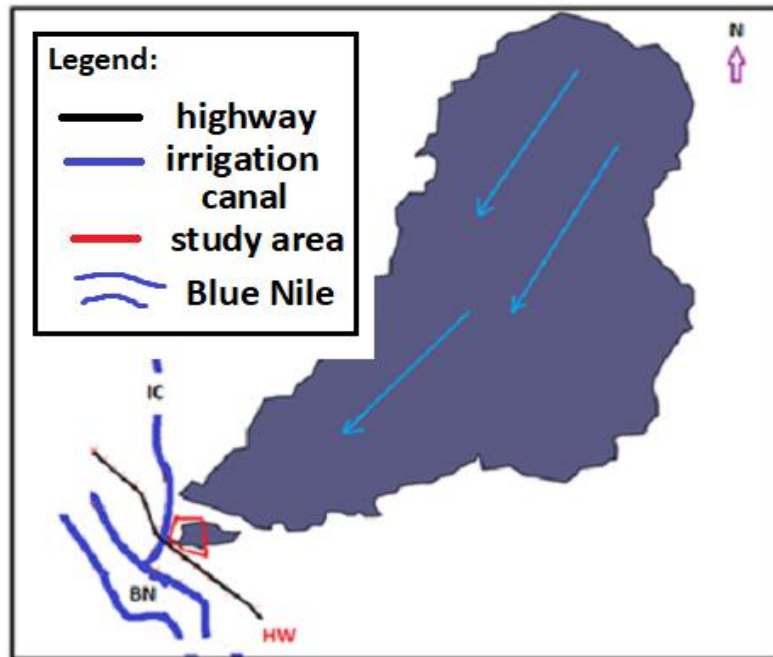 N
Legend:
highway
irrigation
canal
study area
Blue Nile
IC
BN
HW